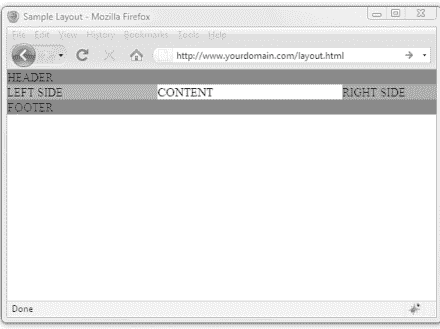 Sample Layout - Mozilla Firefox
File Edit View History Bookmarks Tools Help
http://www.yourdomain.com/layout.html
HEADER
LEFT SIDE CONTENT RIGHT SIDE
FOOTER
Done